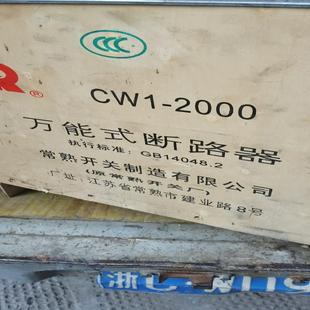 CCC
R®
CW1-2000
万能式断路器
执行标准：GB14048.2
常熟开关制造有限公司
（原常熟开关厂）
厂址：江苏省常熟市建业路8号
浙